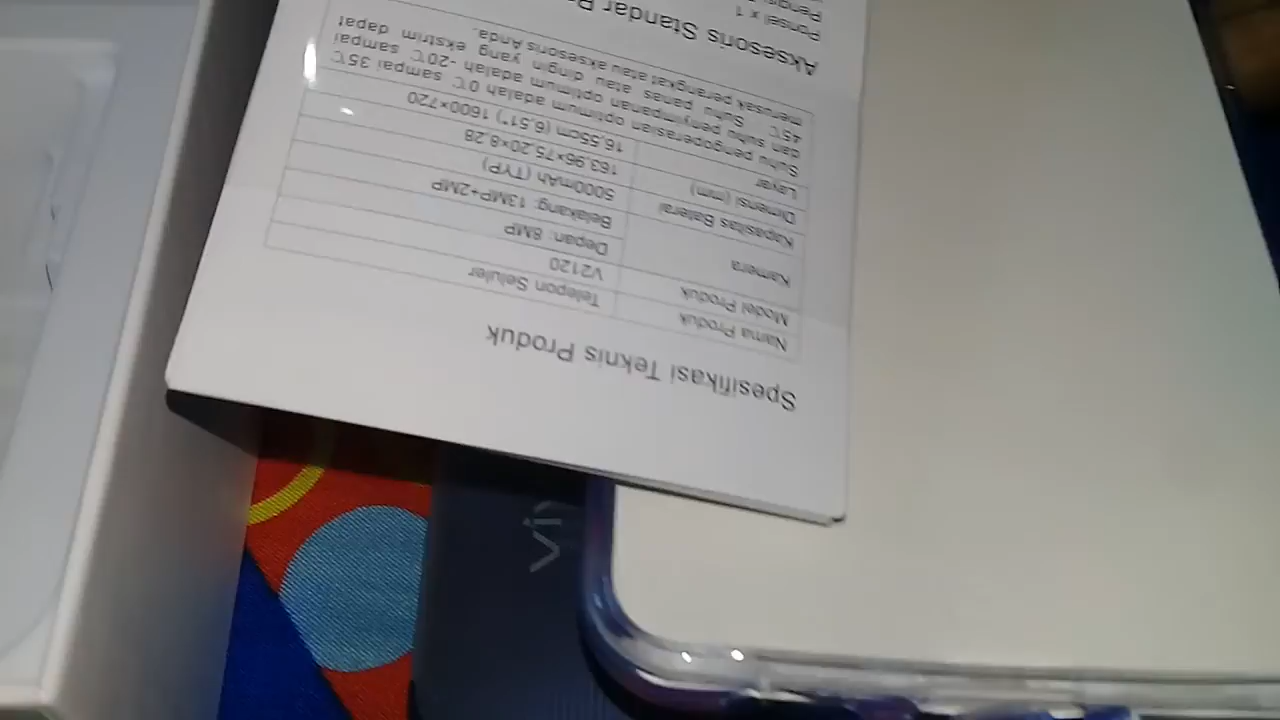 Spesifikasi Teknis Produk
Nama Produk Telepon Seluler
Model Produk V2120
Kamera Depan: 8MP
Belakang: 13MP+2MP
Kapasitas Baterai 5000mAh (TYP)
Dimensi (mm) 163,96×75,20×8,28
Layar 16,55cm (6,51") 1600×720
Suhu pengoperasian optimum adalah 0℃ sampai 35℃
dan suhu penyimpanan optimum adalah -20℃ sampai
45℃. Suhu panas atau dingin yang ekstrim dapat
merusak perangkat atau aksesoris Anda.
Aksesoris Standar
Ponsel x 1